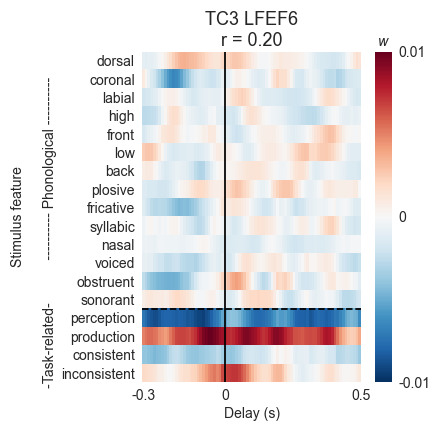 TC3 LFEF6
r = 0.20
w
dorsal
coronal
labial
high
front
low
back
plosive
fricative
syllabic
nasal
voiced
obstruent
sonorant
perception
production
consistent
inconsistent
Stimulus feature
---------- Phonological ----------
-Task-related-
-0.3
0
0.5
Delay (s)
0.01
0
-0.01